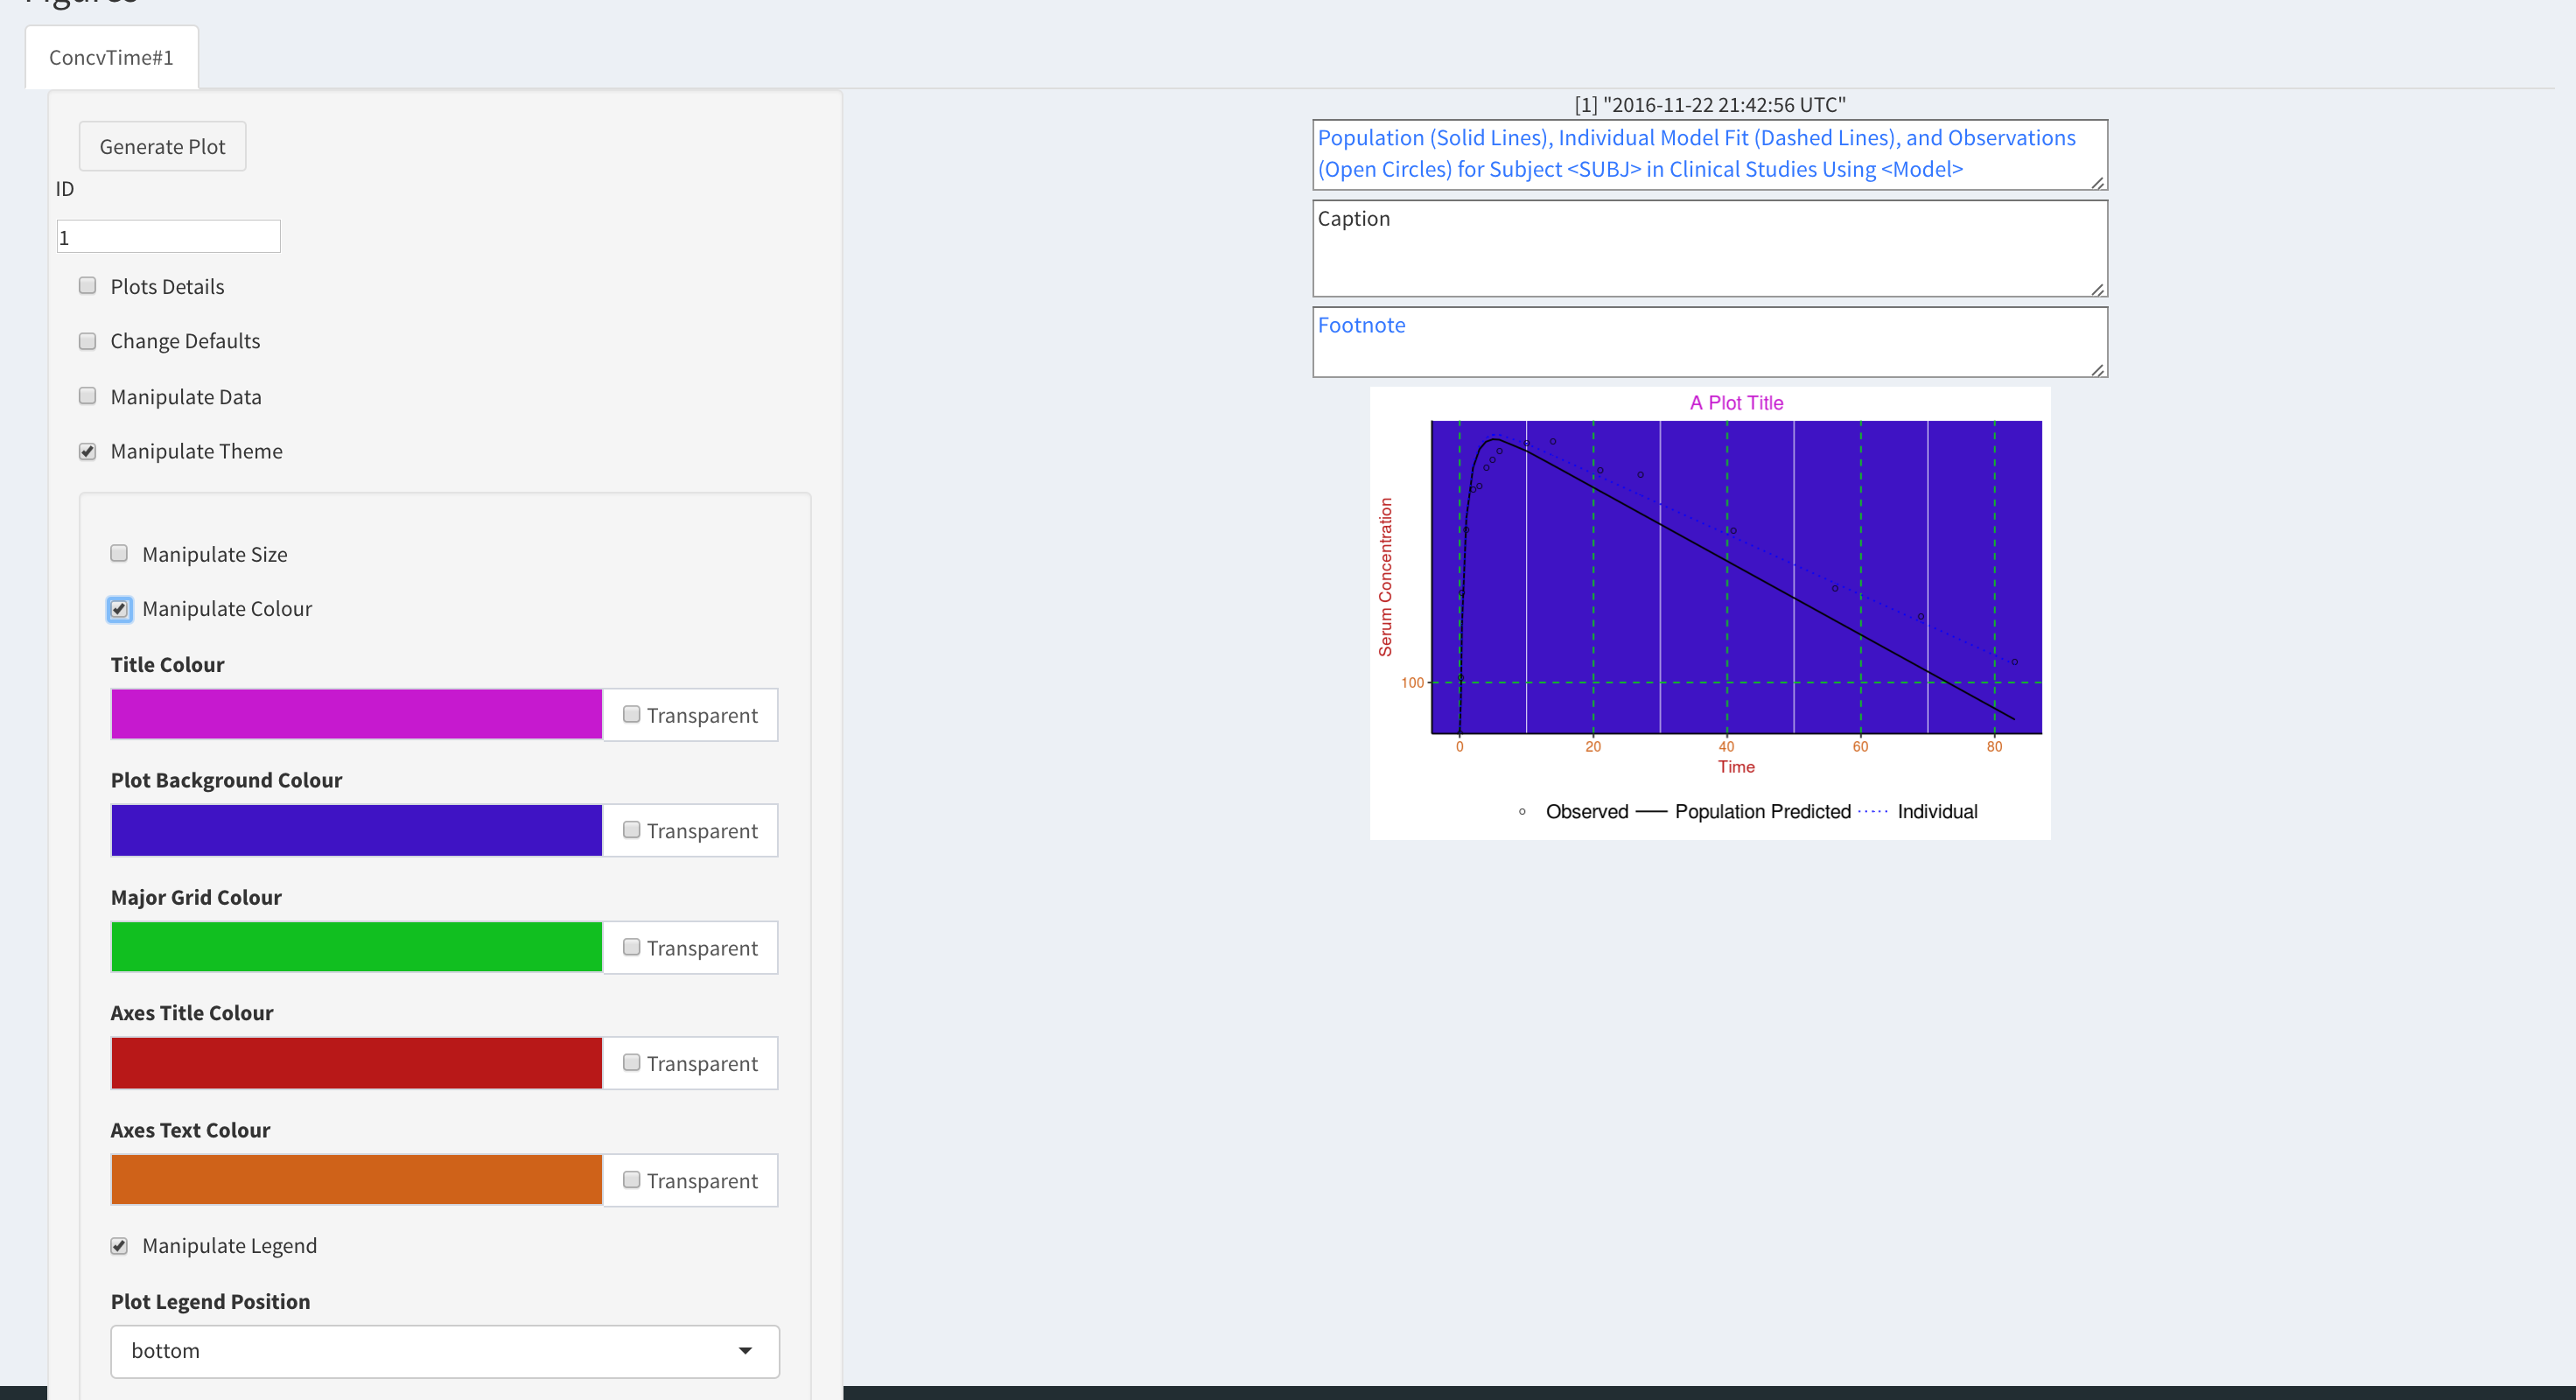 Figures
ConcvTime#1
Generate Plot
ID
1
Plots Details
Change Defaults
Manipulate Data
Manipulate Theme
Manipulate Size
Manipulate Colour
Title Colour
Transparent
Plot Background Colour
Transparent
Major Grid Colour
Transparent
Axes Title Colour
Transparent
Axes Text Colour
Transparent
Manipulate Legend
Plot Legend Position
bottom
[1] "2016-11-22 21:42:56 UTC"
Population (Solid Lines), Individual Model Fit (Dashed Lines), and Observations
(Open Circles) for Subject <SUBJ> in Clinical Studies Using <Model>
Caption
Footnote
A Plot Title
Serum Concentration
100
0 20 40 60 80
Time
Observed Population Predicted Individual